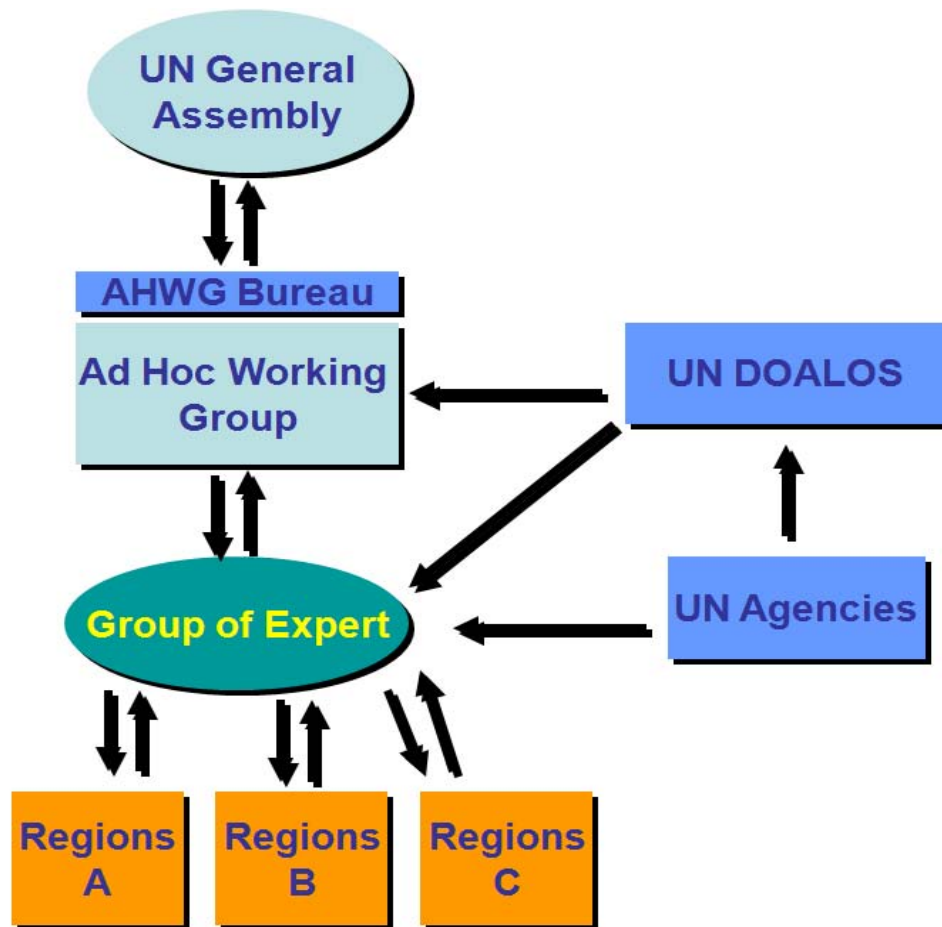 UN General
Assembly
AHWG Bureau
Ad Hoc Working
Group
UN DOALOS
UN Agencies
Group of Expert
Regions
A
Regions
B
Regions
C